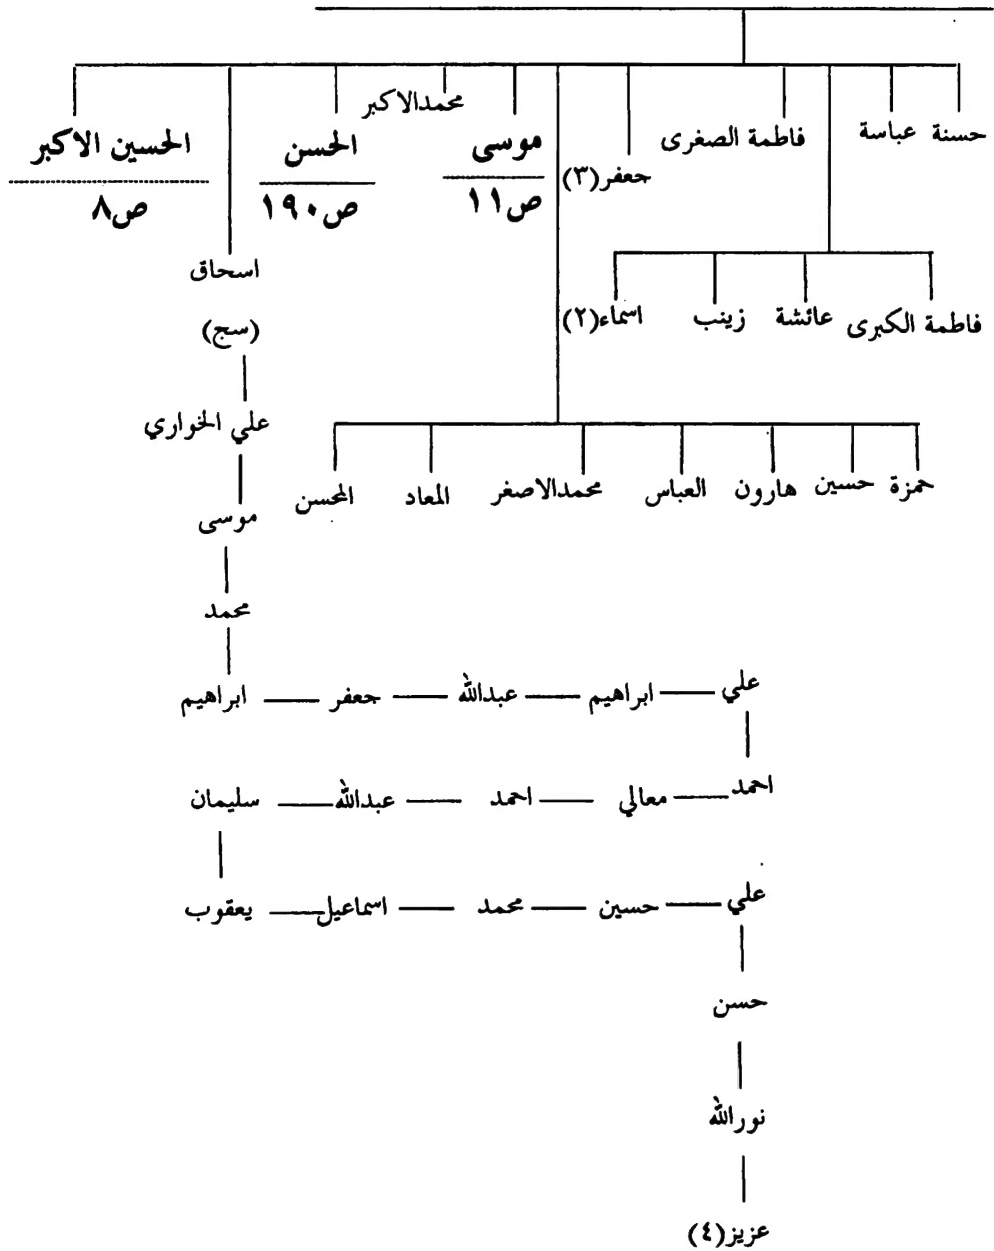 حسنة
عباسة
فاطمة الصغرى
جعفر(٣)
موسى
ص١١
محمدالاكبر
الحسن
ص١٩٠
الحسين الاكبر
ص٨
فاطمة الكبرى
عائشة
زينب
اسماء(٢)
اسحاق
(سج)
علي الخواري
حمزة
حسين
هارون
العباس
محمدالاصغر
المعاد
المحسن
موسى
محمد
علي ابراهيم عبدالله جعفر ابراهيم
احمد معالي احمد عبدالله سليمان
علي حسين محمد اسماعيل يعقوب
حسن
نورالله
عزيز(٤)